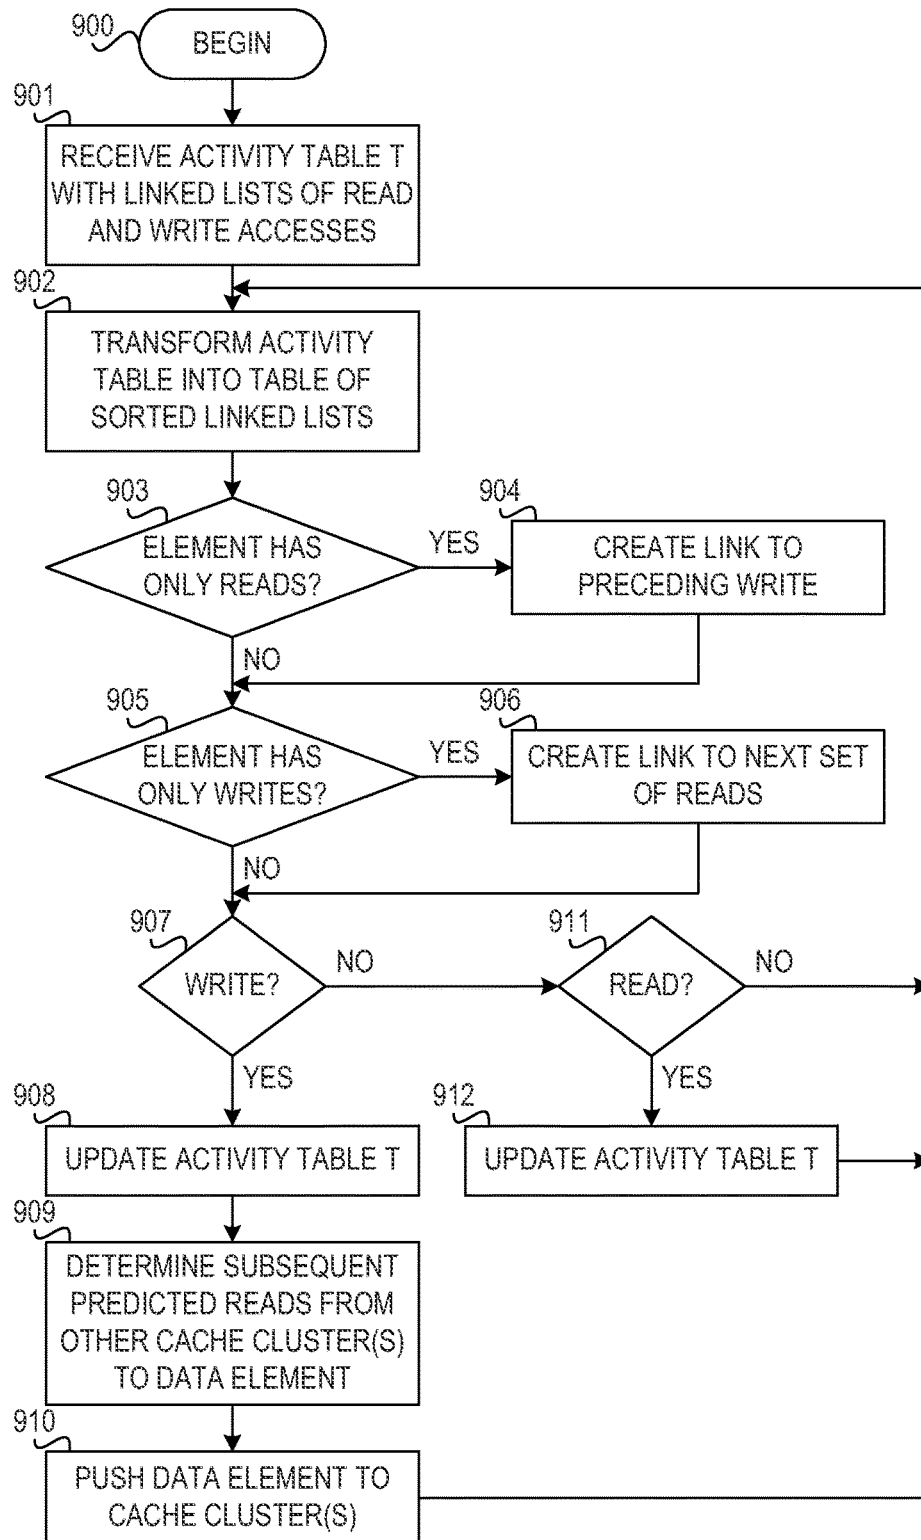 900
BEGIN
901
RECEIVE ACTIVITY TABLE T
WITH LINKED LISTS OF READ
AND WRITE ACCESSES
902
TRANSFORM ACTIVITY
TABLE INTO TABLE OF
SORTED LINKED LISTS
903
ELEMENT HAS
ONLY READS?
YES
904
CREATE LINK TO
PRECEDING WRITE
NO
905
ELEMENT HAS
ONLY WRITES?
YES
906
CREATE LINK TO NEXT SET
OF READS
NO
907
WRITE?
NO
911
READ?
NO
YES
YES
908
UPDATE ACTIVITY TABLE T
912
UPDATE ACTIVITY TABLE T
909
DETERMINE SUBSEQUENT
PREDICTED READS FROM
OTHER CACHE CLUSTER(S)
TO DATA ELEMENT
910
PUSH DATA ELEMENT TO
CACHE CLUSTER(S)